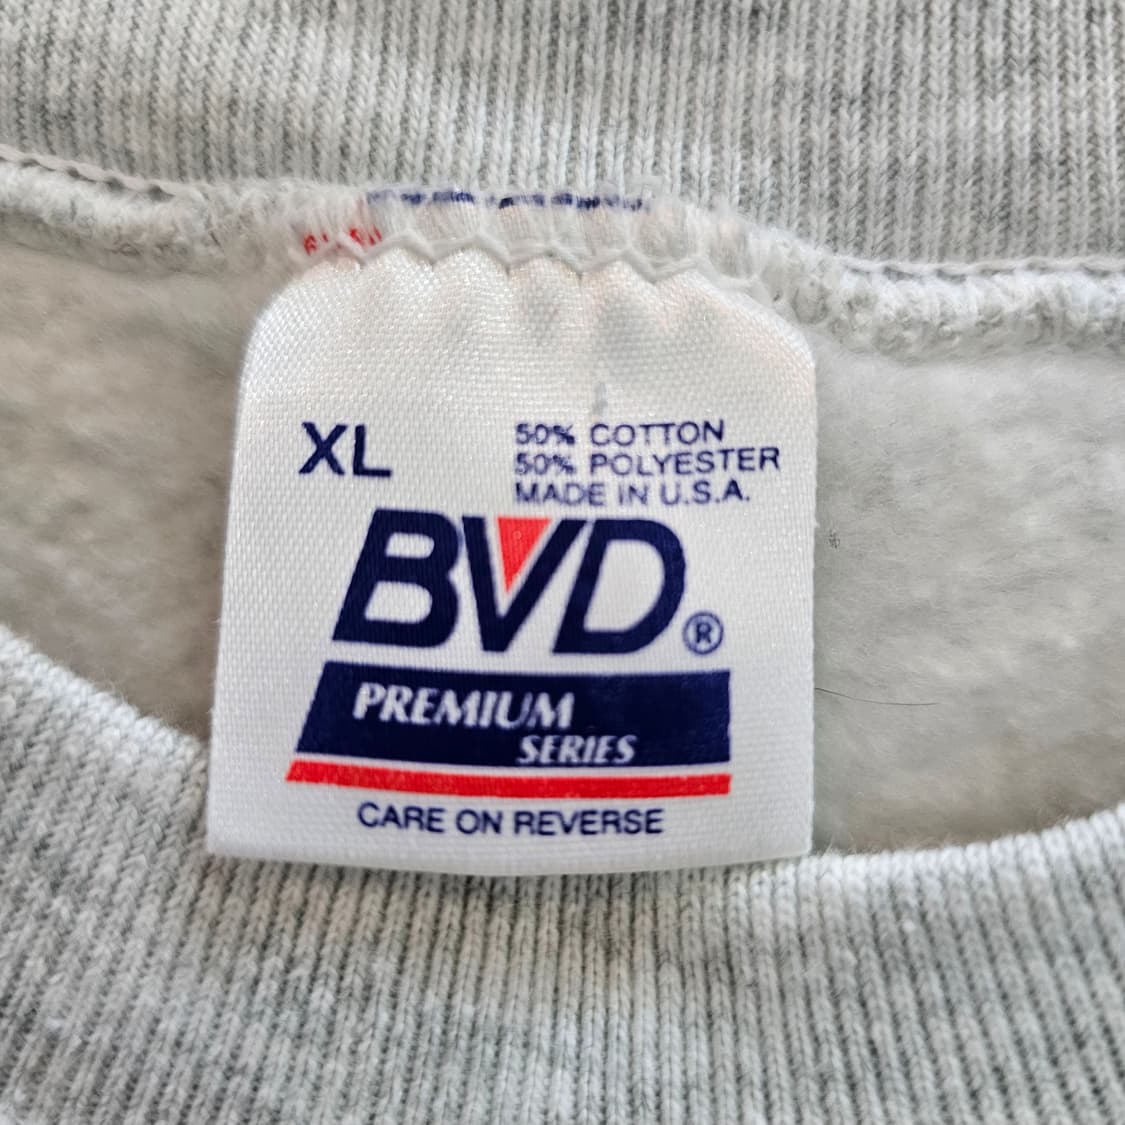 XL
50% COTTON
50% POLYESTER
MADE IN U.S.A.
BVD®
PREMIUM
SERIES
CARE ON REVERSE